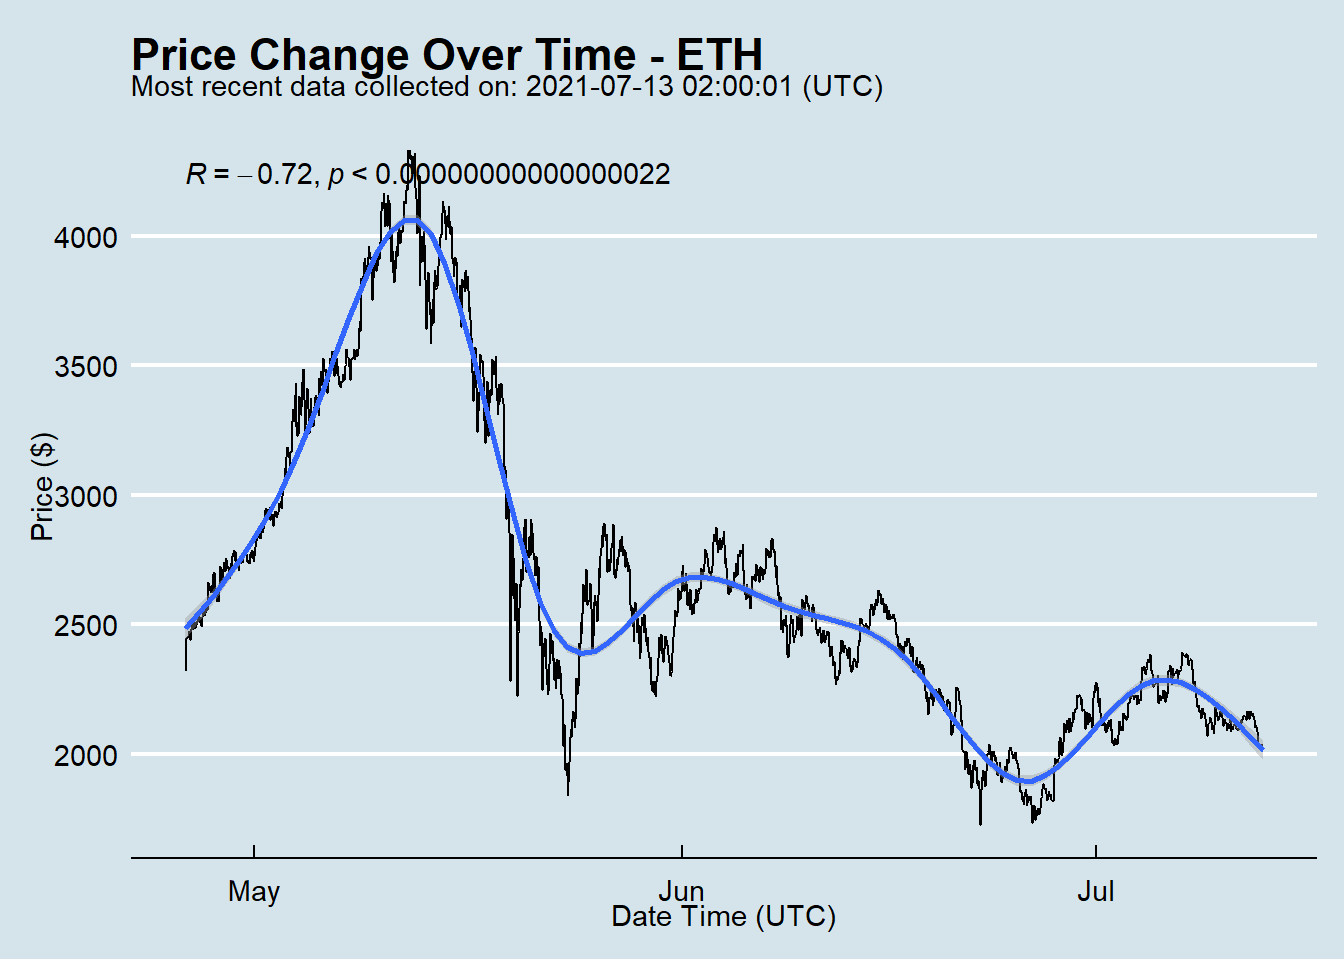 Price Change Over Time - ETH
Most recent data collected on: 2021-07-13 02:00:01 (UTC)
R = −0.72, p < 0.00000000000000022
4000
3500
3000
2500
2000
Price ($)
May
Jun
Jul
Date Time (UTC)